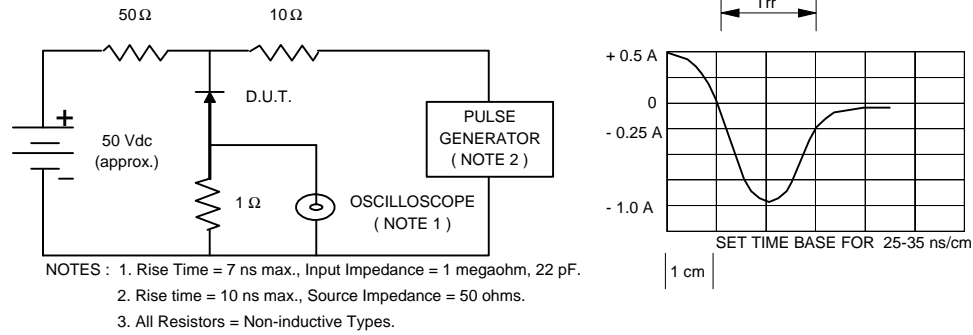 50 Ω
10 Ω
Trr
+ 0.5 A
D.U.T.
+
50 Vdc
(approx.)
−
PULSE
GENERATOR
( NOTE 2 )
0
- 0.25 A
1 Ω
OSCILLOSCOPE
( NOTE 1 )
- 1.0 A
SET TIME BASE FOR 25-35 ns/cm
1 cm
NOTES : 1. Rise Time = 7 ns max., Input Impedance = 1 megaohm, 22 pF.
2. Rise time = 10 ns max., Source Impedance = 50 ohms.
3. All Resistors = Non-inductive Types.